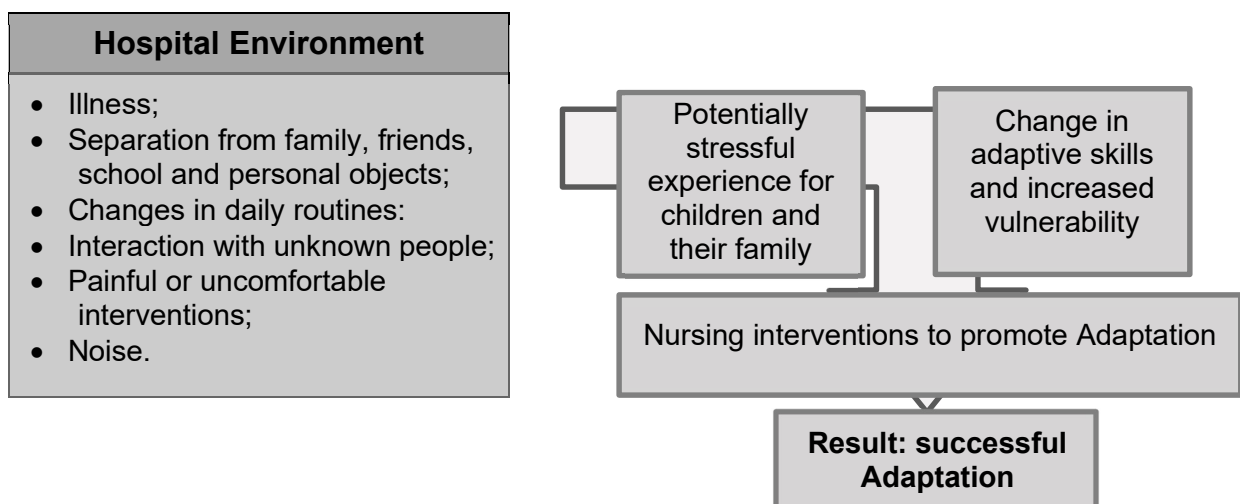 Hospital Environment
• Illness;
• Separation from family, friends,
school and personal objects;
• Changes in daily routines:
• Interaction with unknown people;
• Painful or uncomfortable
interventions;
• Noise.
Potentially
stressful
experience for
children and
their family
Change in
adaptive skills
and increased
vulnerability
Nursing interventions to promote Adaptation
Result: successful
Adaptation